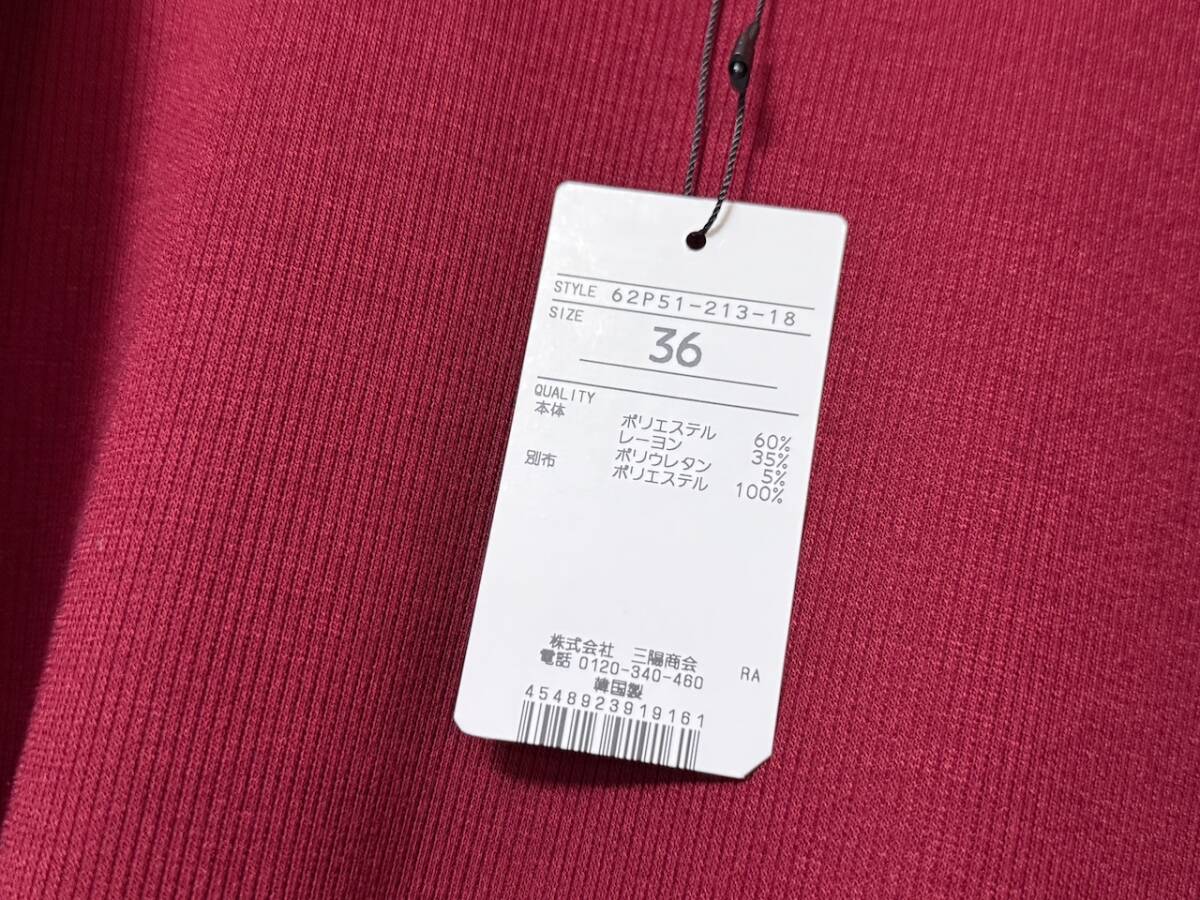 STYLE 62P51-213-18
SIZE
36
QUALITY
本体 ポリエステル 60%
レーヨン 35%
ポリウレタン 5%
別布 ポリエステル 100%
株式会社 三陽商会
電話 0120-340-460 RA
韓国製
4548923919161